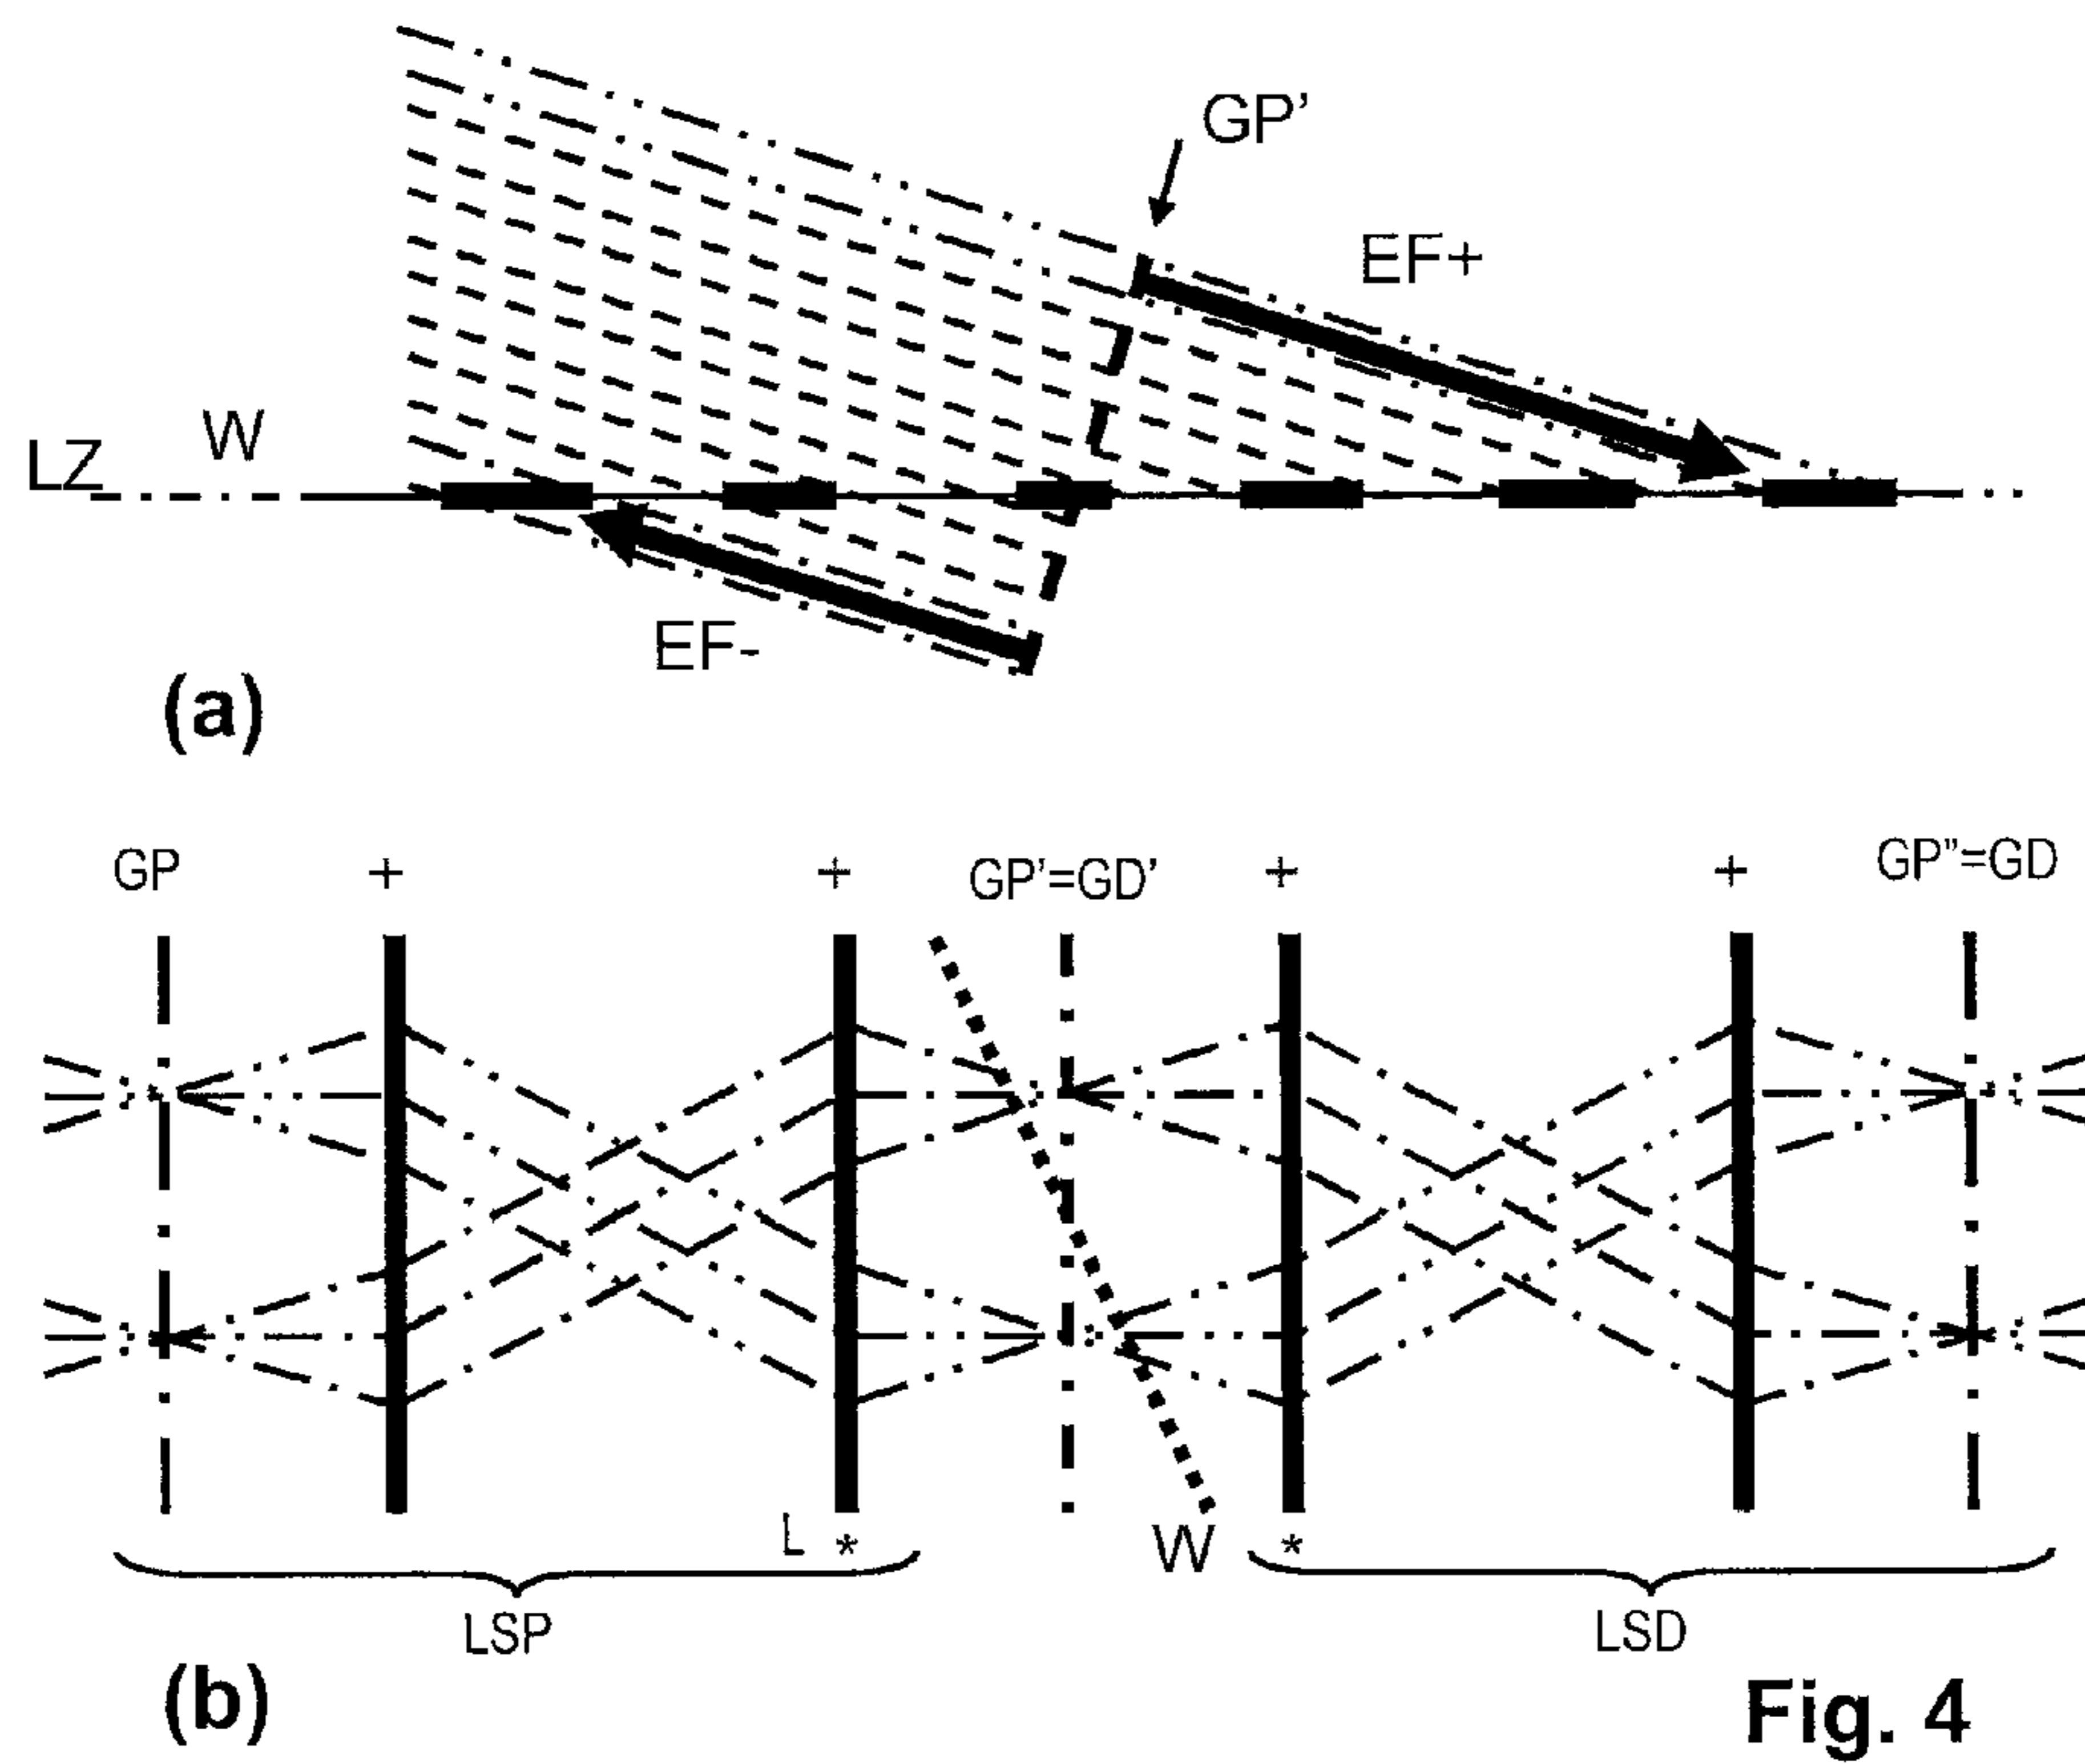 GP’
EF+
LZ W
EF-
(a)
GP + + GP’=GD’ + + GP”=GD
L * W *
LSP LSD
(b)
Fig. 4